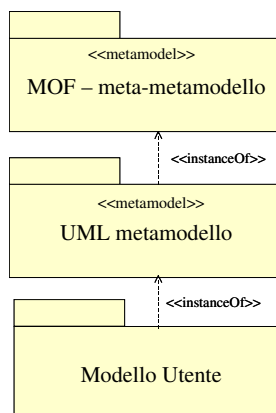 <<metamodel>>
MOF – meta-metamodello
<<instanceOf>>
<<metamodel>>
UML metamodello
<<instanceOf>>
Modello Utente